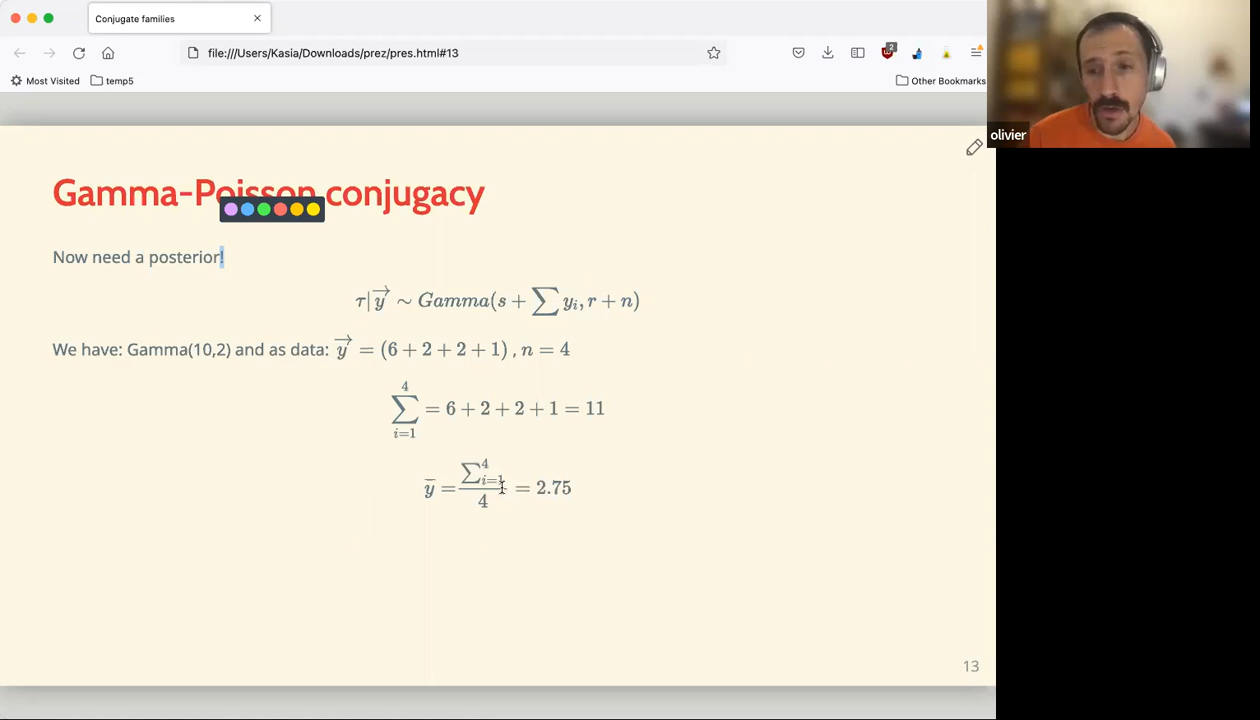 Conjugate families
file:///Users/Kasia/Downloads/prez/pres.html#13
2
Most Visited
temp5
Other Bookmarks
olivier
Gamma-Poisson conjugacy
Now need a posterior!
τ|y⃗ ∼ Gamma(s + ∑ yᵢ, r + n)
We have: Gamma(10,2) and as data: y⃗ = (6 + 2 + 2 + 1) , n = 4
4
∑ = 6 + 2 + 2 + 1 = 11
i=1
y̅ = ∑⁴ᵢ₌₁ / 4 = 2.75
13